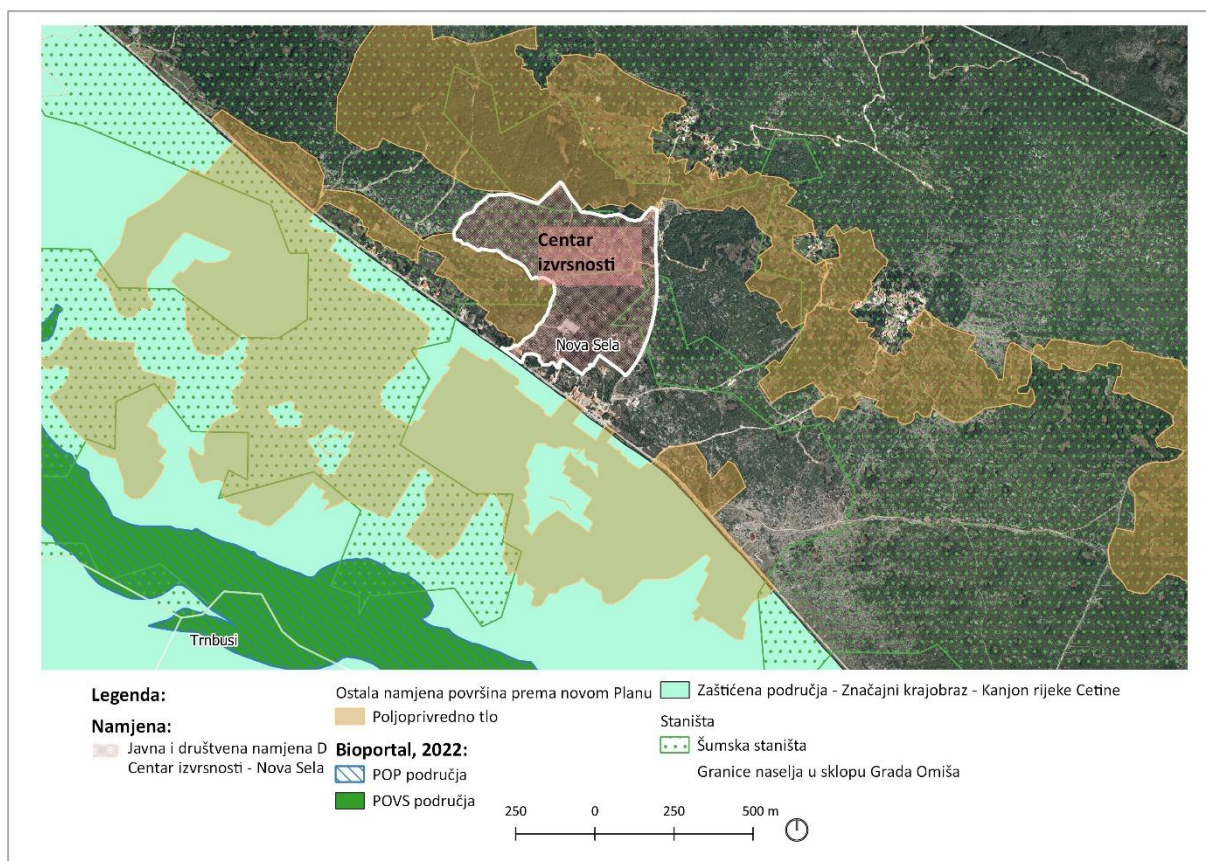 Centar
izvrsnosti
Nova Sela
Trnbusi
Legenda:
Namjena:
Javna i društvena namjena D
Centar izvrsnosti - Nova Sela
Ostala namjena površina prema novom Planu
Poljoprivredno tlo
Bioportal, 2022:
POP područja
POVS područja
Zaštićena područja - Značajni krajobraz - Kanjon rijeke Cetine
Staništa
Šumska staništa
Granice naselja u sklopu Grada Omiša
250 0 250 500 m